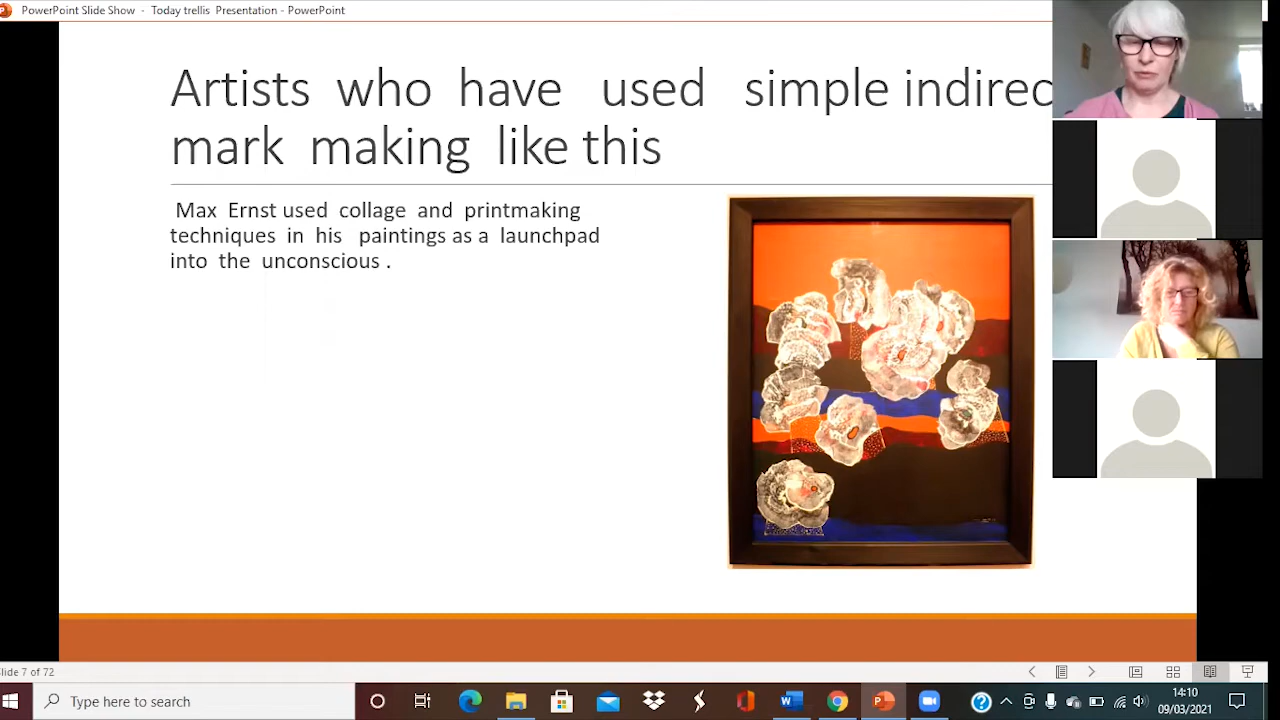 PowerPoint Slide Show - Today trellis Presentation - PowerPoint
Artists who have used simple indirec
mark making like this
Max Ernst used collage and printmaking
techniques in his paintings as a launchpad
into the unconscious .
Slide 7 of 72
Type here to search
14:10
09/03/2021